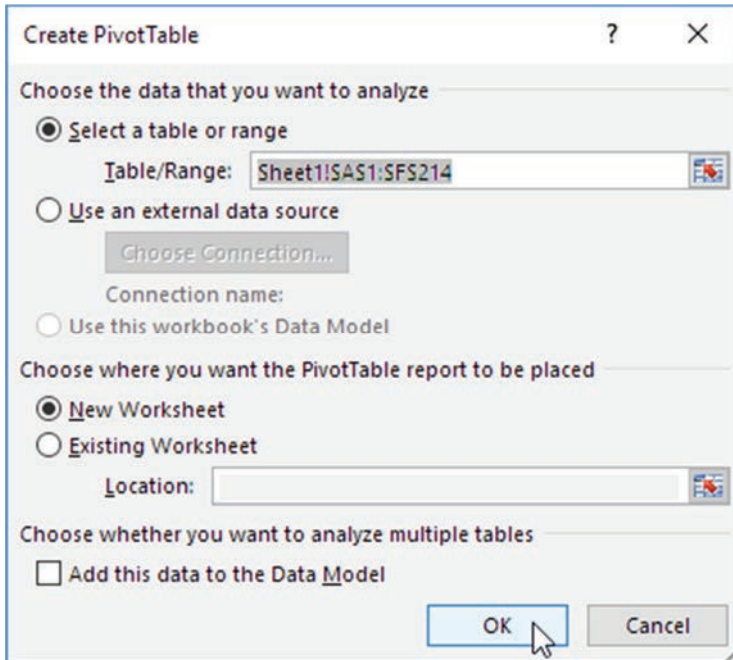 Create PivotTable ? ×
Choose the data that you want to analyze
Select a table or range
Table/Range: Sheet1!SAS1:SFS214
Use an external data source
Choose Connection...
Connection name:
Use this workbook's Data Model
Choose where you want the PivotTable report to be placed
New Worksheet
Existing Worksheet
Location:
Choose whether you want to analyze multiple tables
Add this data to the Data Model
OK Cancel